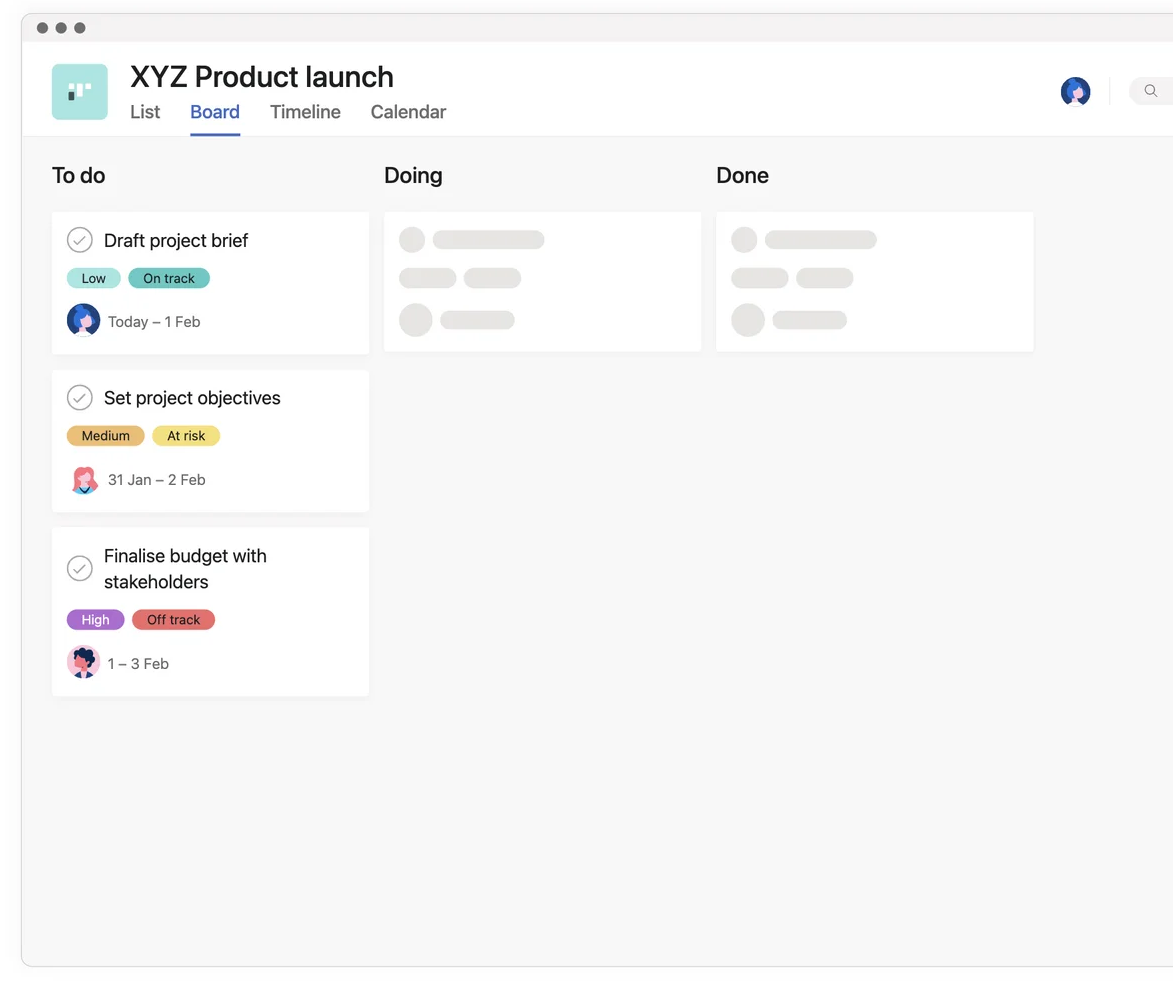 XYZ Product launch
List Board Timeline Calendar
To do Doing Done
Draft project brief
Low On track
Today – 1 Feb
Set project objectives
Medium At risk
31 Jan – 2 Feb
Finalise budget with
stakeholders
High Off track
1 – 3 Feb